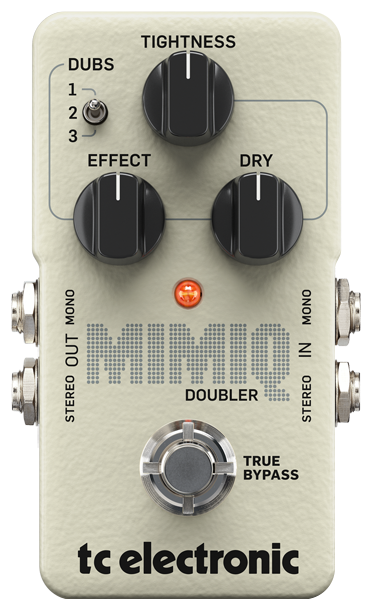 TIGHTNESS
DUBS
1
2
3
EFFECT
DRY
MONO
OUT
STEREO
MONO
IN
STEREO
MIMIQ
DOUBLER
TRUE
BYPASS
tc electronic